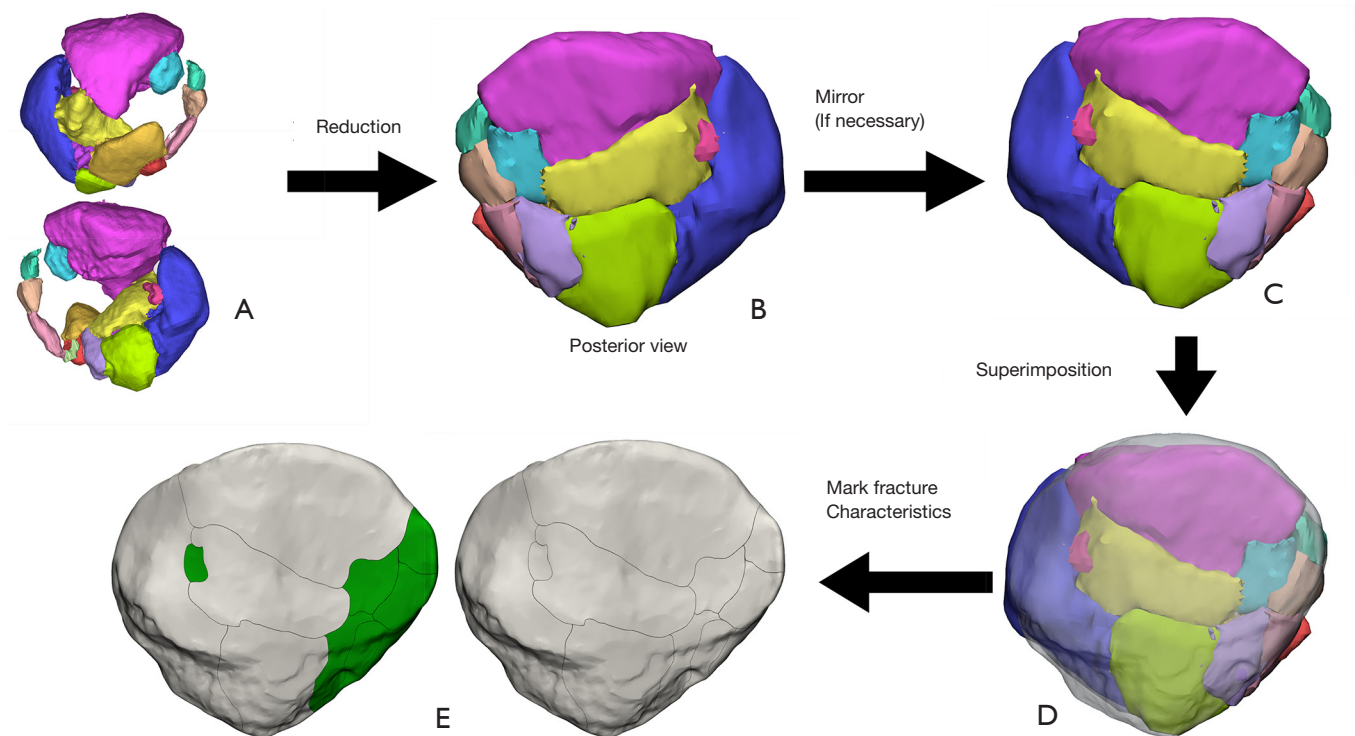 Reduction
Mirror
(If necessary)
A
B
C
Posterior view
Superimposition
Mark fracture
Characteristics
E
D